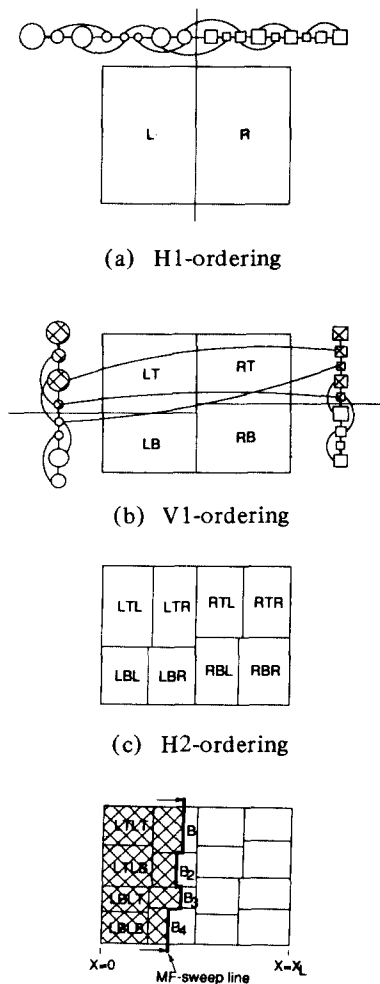 L R
(a) H1-ordering
LT RT
LB RB
(b) V1-ordering
LTL LTR RTL RTR
LBL LBR RBL RBR
(c) H2-ordering
LTLT B
LTLB B2
LBLT B3
LBLB B4
X=0 X=XL
MF-sweep line